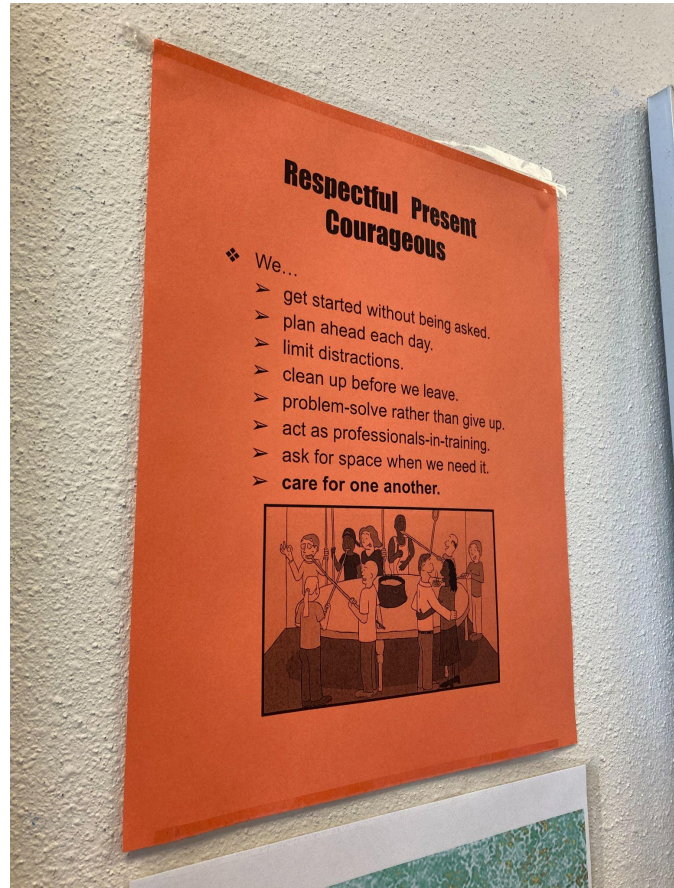 Respectful Present
Courageous
❖ We...
➢ get started without being asked.
➢ plan ahead each day.
➢ limit distractions.
➢ clean up before we leave.
➢ problem-solve rather than give up.
➢ act as professionals-in-training.
➢ ask for space when we need it.
➢ care for one another.